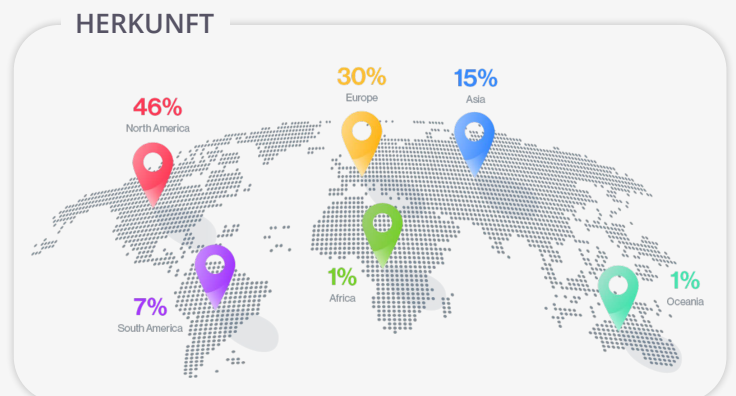 HERKUNFT
30%
Europe
15%
Asia
46%
North America
1%
Africa
1%
Oceania
7%
South America